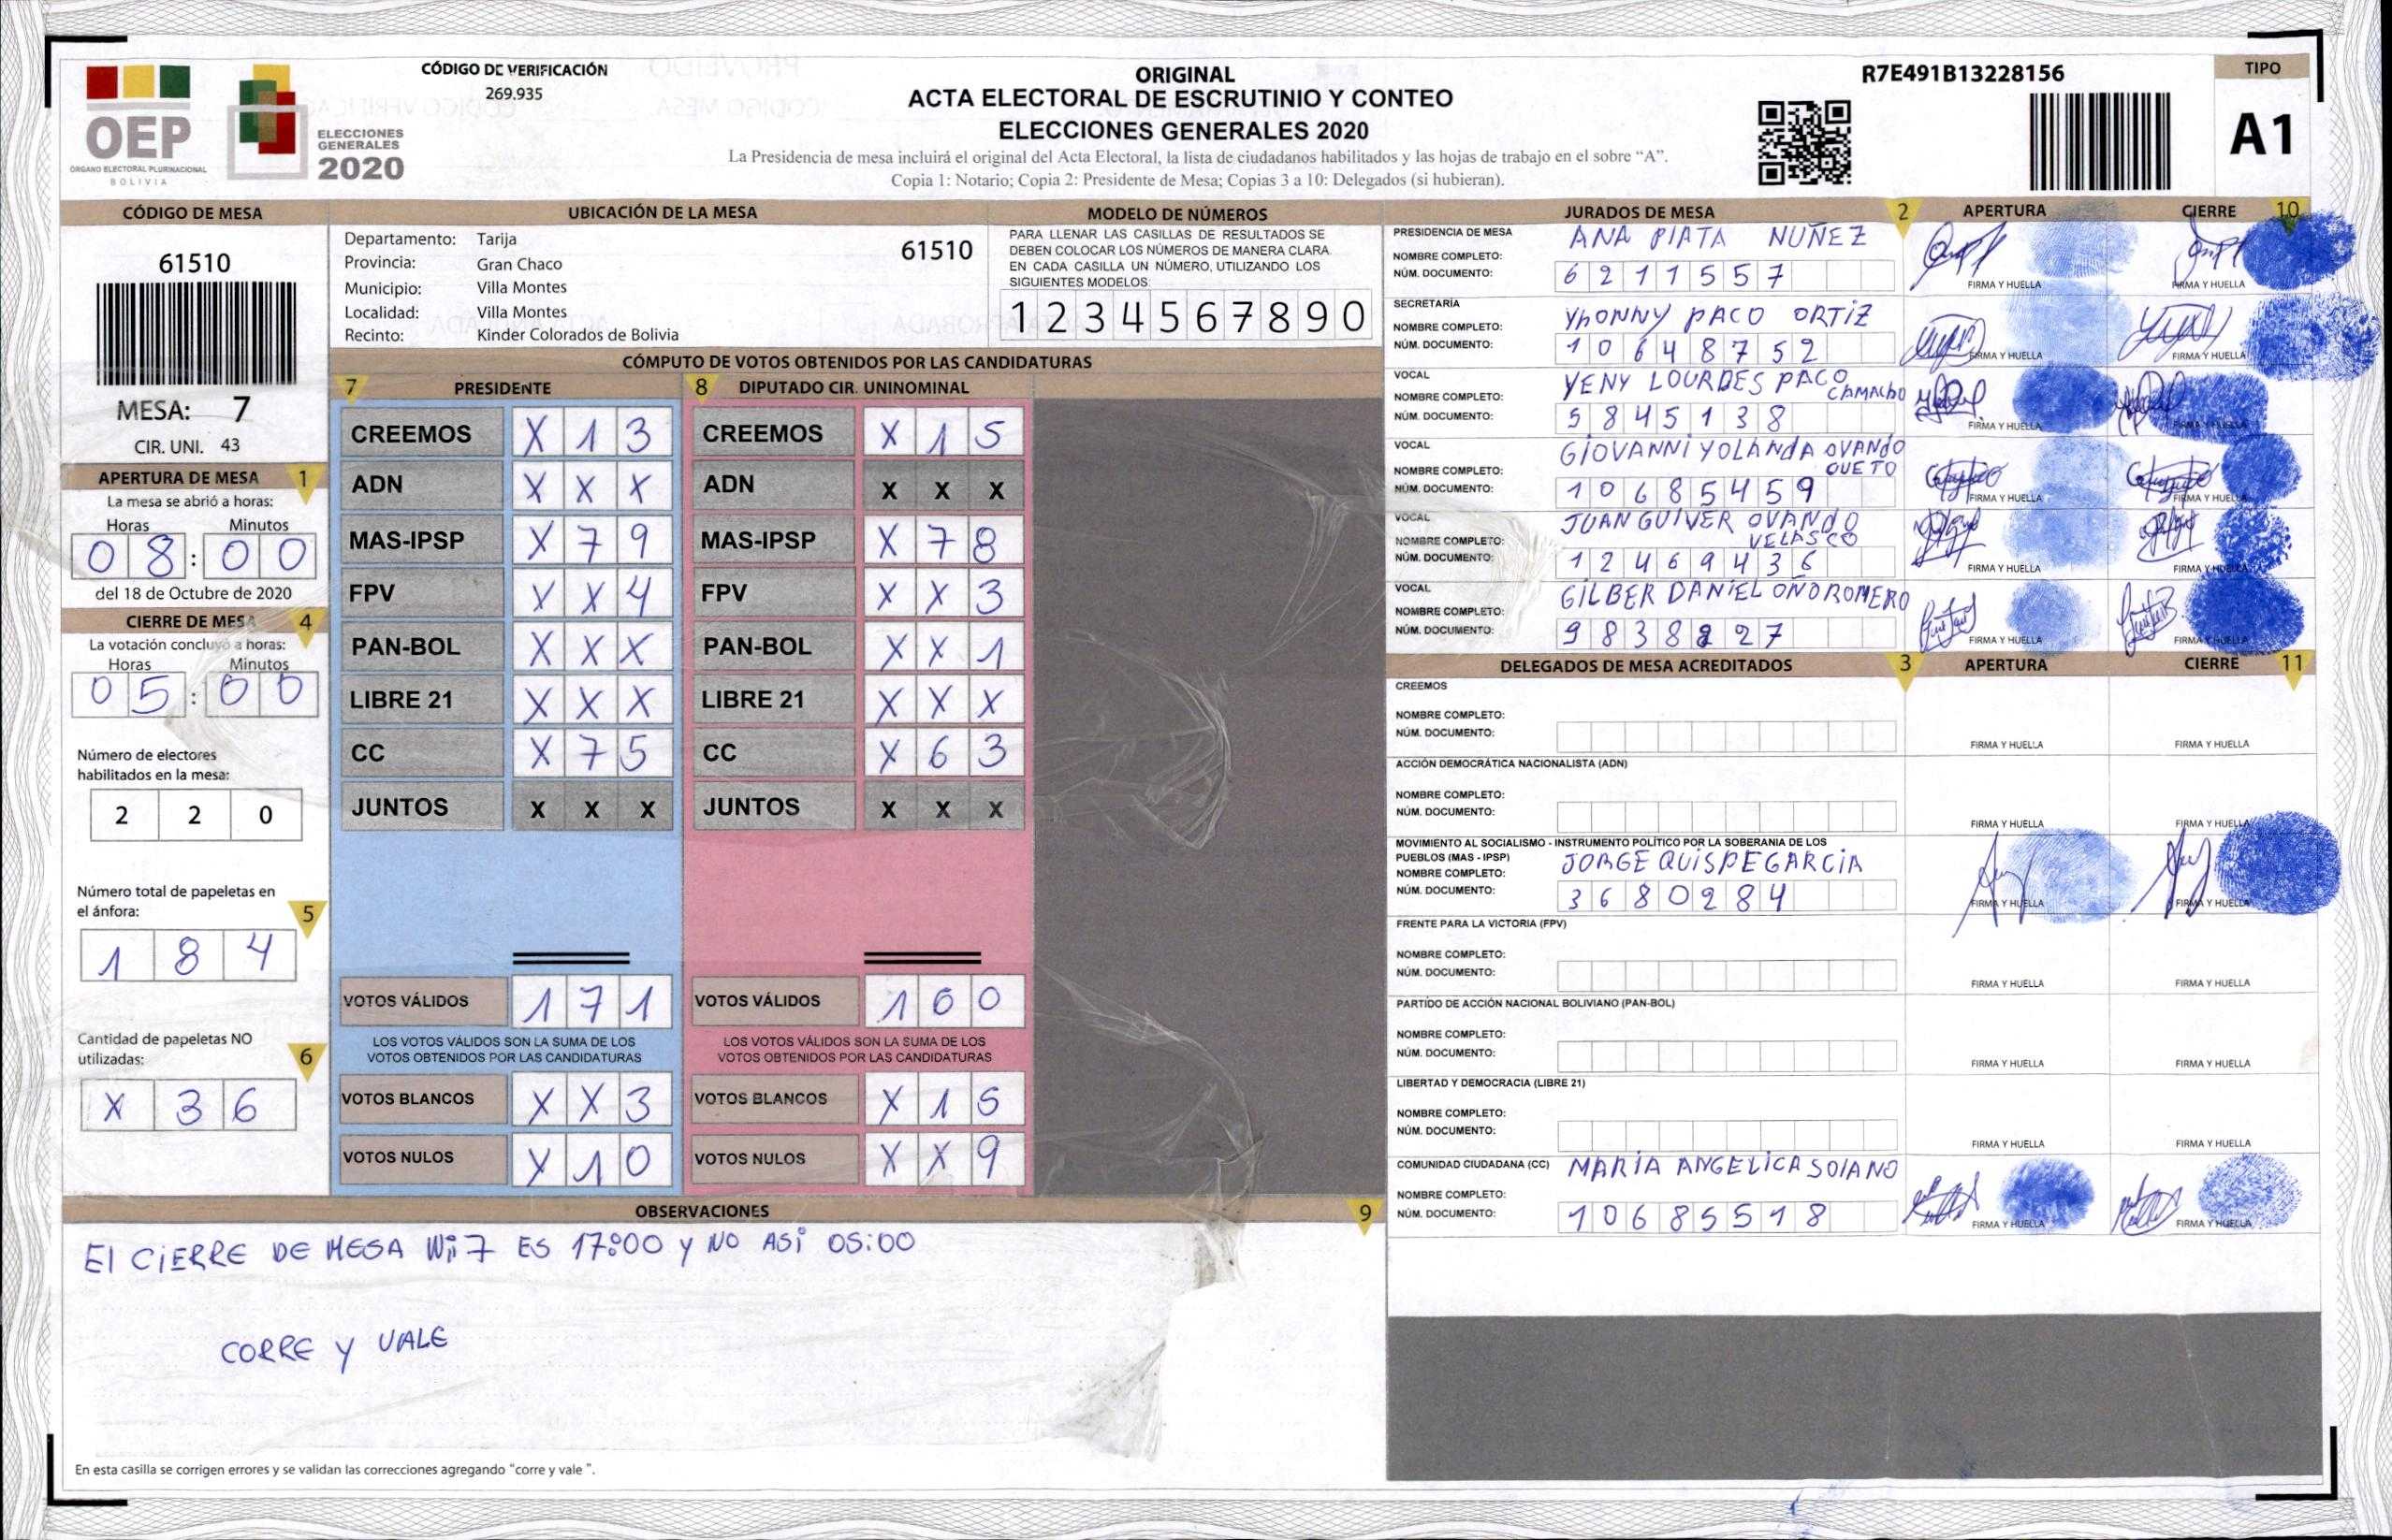 CÓDIGO DE VERIFICACIÓN
269.935
OEP
ÓRGANO ELECTORAL PLURINACIONAL
BOLIVIA
ELECCIONES
GENERALES
2020
ORIGINAL
ACTA ELECTORAL DE ESCRUTINIO Y CONTEO
ELECCIONES GENERALES 2020
La Presidencia de mesa incluirá el original del Acta Electoral, la lista de ciudadanos habilitados y las hojas de trabajo en el sobre “A”.
Copia 1: Notario; Copia 2: Presidente de Mesa; Copias 3 a 10: Delegados (si hubieran).
R7E491B13228156
TIPO
A1
CÓDIGO DE MESA
61510
MESA: 7
CIR. UNI. 43
APERTURA DE MESA 1
La mesa se abrió a horas:
Horas Minutos
08:00
del 18 de Octubre de 2020
CIERRE DE MESA 4
La votación concluyó a horas:
Horas Minutos
05:00
Número de electores
habilitados en la mesa:
2 2 0
Número total de papeletas en
el ánfora: 5
1 8 4
Cantidad de papeletas NO
utilizadas: 6
X 3 6
UBICACIÓN DE LA MESA
Departamento: Tarija 61510
Provincia: Gran Chaco
Municipio: Villa Montes
Localidad: Villa Montes
Recinto: Kinder Colorados de Bolivia
MODELO DE NÚMEROS
PARA LLENAR LAS CASILLAS DE RESULTADOS SE
DEBEN COLOCAR LOS NÚMEROS DE MANERA CLARA.
EN CADA CASILLA UN NÚMERO, UTILIZANDO LOS
SIGUIENTES MODELOS:
1 2 3 4 5 6 7 8 9 0
CÓMPUTO DE VOTOS OBTENIDOS POR LAS CANDIDATURAS
7 PRESIDENTE
CREEMOS X 1 3
ADN X X X
MAS-IPSP X 7 9
FPV X X 4
PAN-BOL X X X
LIBRE 21 X X X
CC X 7 5
JUNTOS X X X
VOTOS VÁLIDOS 1 7 1
LOS VOTOS VÁLIDOS SON LA SUMA DE LOS
VOTOS OBTENIDOS POR LAS CANDIDATURAS
VOTOS BLANCOS X X 3
VOTOS NULOS X 1 0
8 DIPUTADO CIR. UNINOMINAL
CREEMOS X 1 5
ADN X X X
MAS-IPSP X 7 8
FPV X X 3
PAN-BOL X X 1
LIBRE 21 X X X
CC X 6 3
JUNTOS X X X
VOTOS VÁLIDOS 1 6 0
LOS VOTOS VÁLIDOS SON LA SUMA DE LOS
VOTOS OBTENIDOS POR LAS CANDIDATURAS
VOTOS BLANCOS X 1 5
VOTOS NULOS X X 9
OBSERVACIONES 9
El CiERRE DE MESA Nº 7 ES 17:00 y NO ASi 05:00
CORRE y VALE
En esta casilla se corrigen errores y se validan las correcciones agregando “corre y vale ”.
JURADOS DE MESA 2 APERTURA CIERRE 10
PRESIDENCIA DE MESA ANA PIATA NUÑEZ
NOMBRE COMPLETO:
NÚM. DOCUMENTO: 6211557
FIRMA Y HUELLA FIRMA Y HUELLA
SECRETARÍA
NOMBRE COMPLETO: YHONNY PACO ORTIZ
NÚM. DOCUMENTO: 10648752
FIRMA Y HUELLA FIRMA Y HUELLA
VOCAL
NOMBRE COMPLETO: YENY LOURDES PACO CAMACHO
NÚM. DOCUMENTO: 5845138
FIRMA Y HUELLA FIRMA Y HUELLA
VOCAL
NOMBRE COMPLETO: GIOVANNI YOLANDA OVANDO CUETO
NÚM. DOCUMENTO: 10685459
FIRMA Y HUELLA FIRMA Y HUELLA
VOCAL
NOMBRE COMPLETO: JUAN GUIVER OVANDO VELASCO
NÚM. DOCUMENTO: 12469436
FIRMA Y HUELLA FIRMA Y HUELLA
VOCAL
NOMBRE COMPLETO: GILBER DANIEL
NÚM. DOCUMENTO: 9838227
FIRMA Y HUELLA FIRMA Y HUELLA
DELEGADOS DE MESA ACREDITADOS 3 APERTURA CIERRE 11
CREEMOS
NOMBRE COMPLETO:
NÚM. DOCUMENTO:
FIRMA Y HUELLA FIRMA Y HUELLA
ACCIÓN DEMOCRÁTICA NACIONALISTA (ADN)
NOMBRE COMPLETO:
NÚM. DOCUMENTO:
FIRMA Y HUELLA FIRMA Y HUELLA
MOVIMIENTO AL SOCIALISMO - INSTRUMENTO POLÍTICO POR LA SOBERANIA DE LOS
PUEBLOS (MAS - IPSP)
NOMBRE COMPLETO: JORGE QUISPE GARCIA
NÚM. DOCUMENTO: 3680284
FIRMA Y HUELLA FIRMA Y HUELLA
FRENTE PARA LA VICTORIA (FPV)
NOMBRE COMPLETO:
NÚM. DOCUMENTO:
FIRMA Y HUELLA FIRMA Y HUELLA
PARTIDO DE ACCIÓN NACIONAL BOLIVIANO (PAN-BOL)
NOMBRE COMPLETO:
NÚM. DOCUMENTO:
FIRMA Y HUELLA FIRMA Y HUELLA
LIBERTAD Y DEMOCRACIA (LIBRE 21)
NOMBRE COMPLETO:
NÚM. DOCUMENTO:
FIRMA Y HUELLA FIRMA Y HUELLA
COMUNIDAD CIUDADANA (CC) MARIA ANGELICA SOlANO
NOMBRE COMPLETO:
NÚM. DOCUMENTO: 10685518
FIRMA Y HUELLA FIRMA Y HUELLA